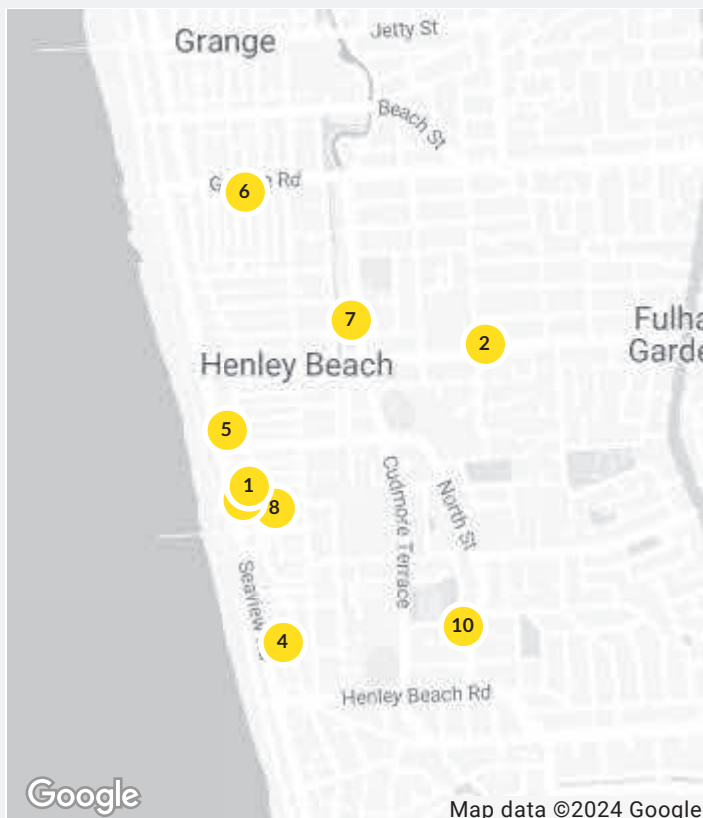 Grange
Jetty St
Beach St
6
Rd
7
2
Fulha
Garde
Henley Beach
5
1
8
Cudmore Terrace
North St
Seaview
10
4
Henley Beach Rd
Google
Map data ©2024 Google